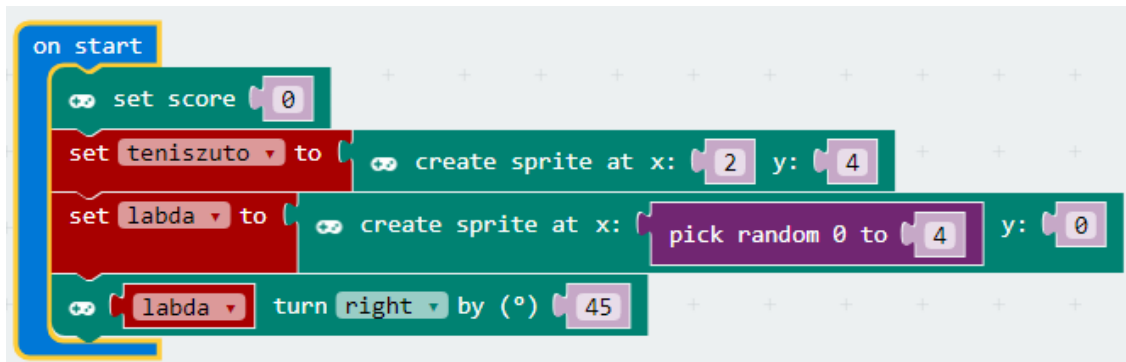 on start
set score 0
set teniszuto to create sprite at x: 2 y: 4
set labda to create sprite at x: pick random 0 to 4 y: 0
labda turn right by (º) 45